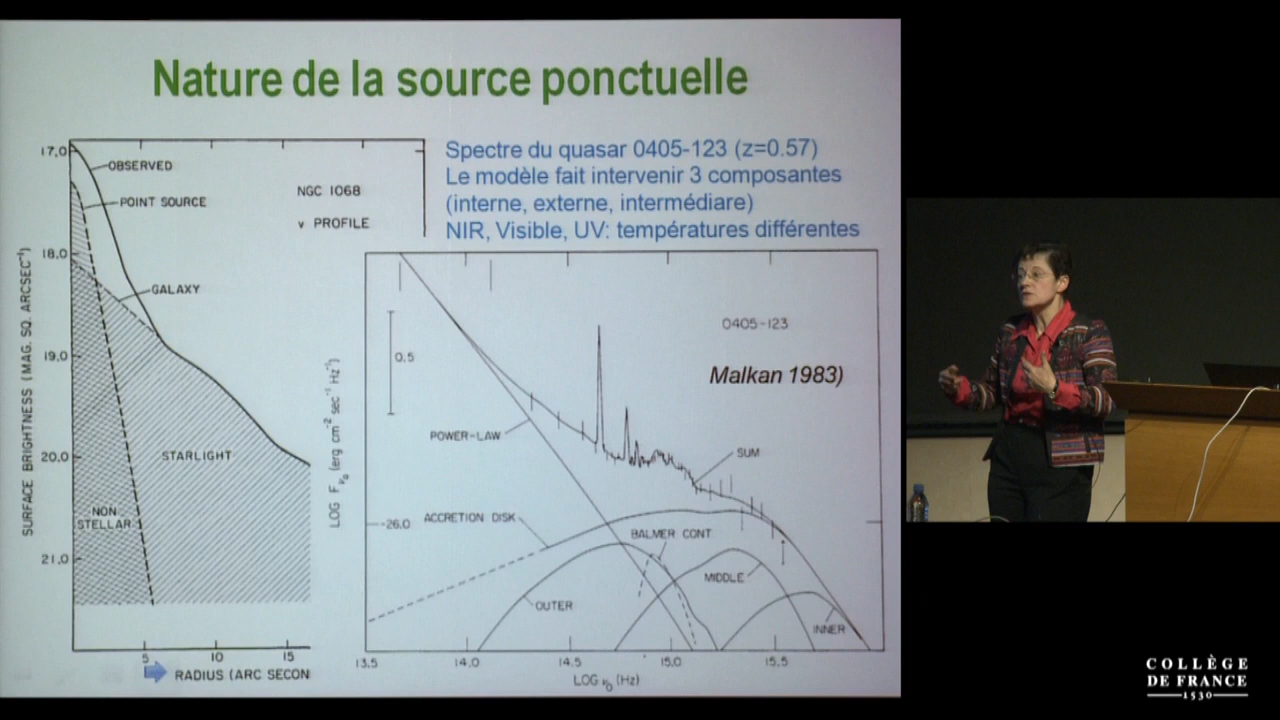 Nature de la source ponctuelle
17.0
OBSERVED
POINT SOURCE
NGC 1068
V PROFILE
18.0
GALAXY
19.0
20.0
STARLIGHT
NON
STELLAR
21.0
SURFACE BRIGHTNESS (MAG. SQ. ARCSEC⁻¹)
5
10
15
RADIUS (ARC SECON
Spectre du quasar 0405-123 (z=0.57)
Le modèle fait intervenir 3 composantes
(interne, externe, intermédiare)
NIR, Visible, UV: températures différentes
0405-123
0.5
Malkan 1983)
POWER-LAW
SUM
LOG Fν₀ (erg cm⁻² sec⁻¹ Hz⁻¹)
-26.0
ACCRETION DISK
BALMER CONT
MIDDLE
OUTER
INNER
13.5
14.0
14.5
15.0
15.5
LOG ν₀ (Hz)
COLLÈGE
DE FRANCE
1530